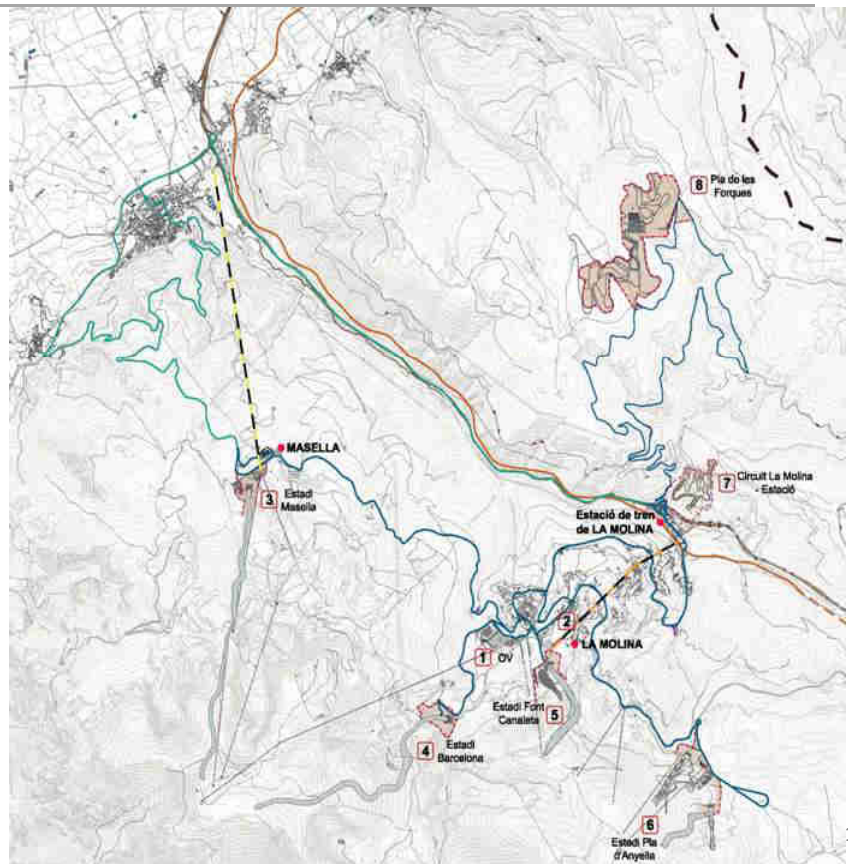 8
Pla de les
Forques
MASELLA
3
Estadi
Masella
7
Circuit La Molina
- Estació
Estació de tren
de LA MOLINA
2
1
OV
LA MOLINA
Estadi Font
Canaleta
5
4
Estadi
Barcelona
6
Estadi Pla
d'Anyella